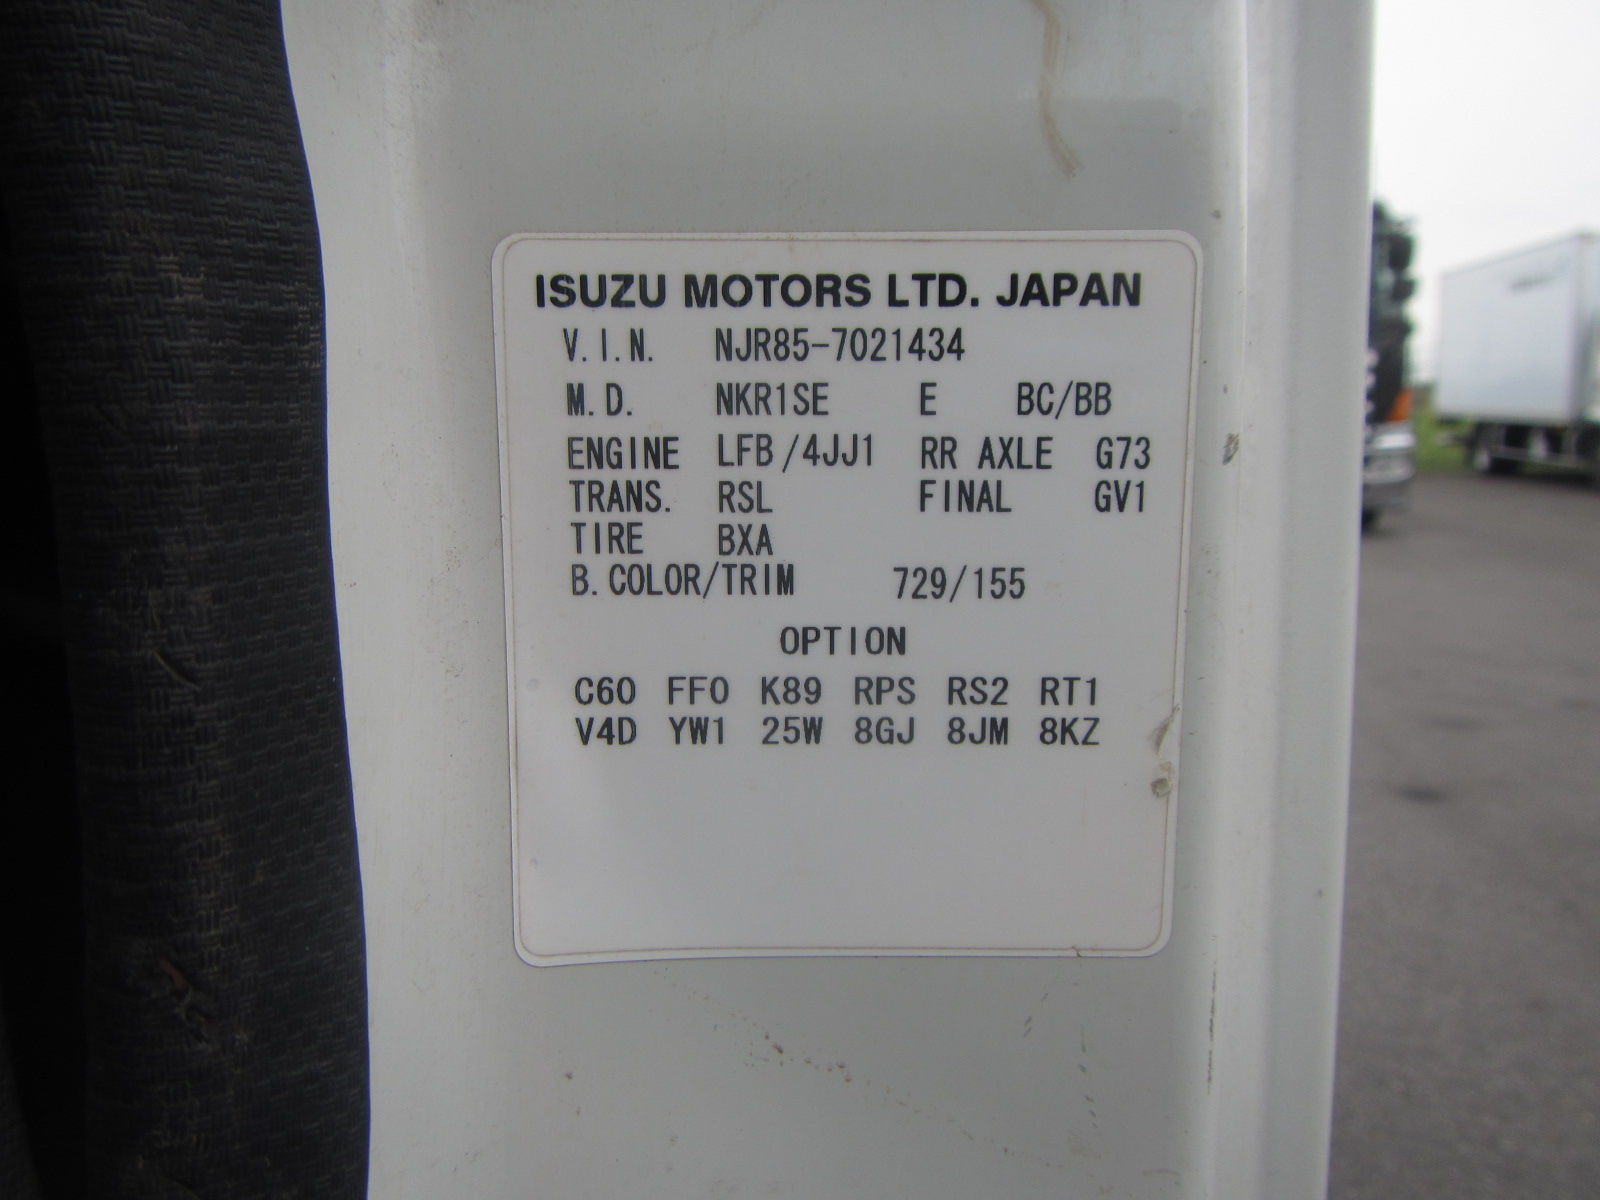 ISUZU MOTORS LTD. JAPAN
V.I.N. NJR85-7021434
M.D. NKR1SE E BC/BB
ENGINE LFB/4JJ1 RR AXLE G73
TRANS. RSL FINAL GV1
TIRE BXA
B.COLOR/TRIM 729/155
OPTION
C60 FF0 K89 RPS RS2 RT1
V4D YW1 25W 8GJ 8JM 8KZ